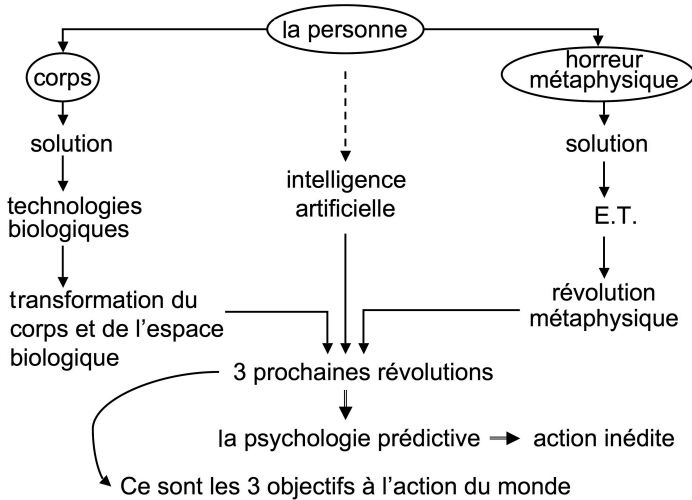 la personne
corps
horreur
métaphysique
solution
solution
technologies
biologiques
intelligence
artificielle
E.T.
transformation du
corps et de l'espace
biologique
révolution
métaphysique
3 prochaines révolutions
la psychologie prédictive
action inédite
Ce sont les 3 objectifs à l'action du monde